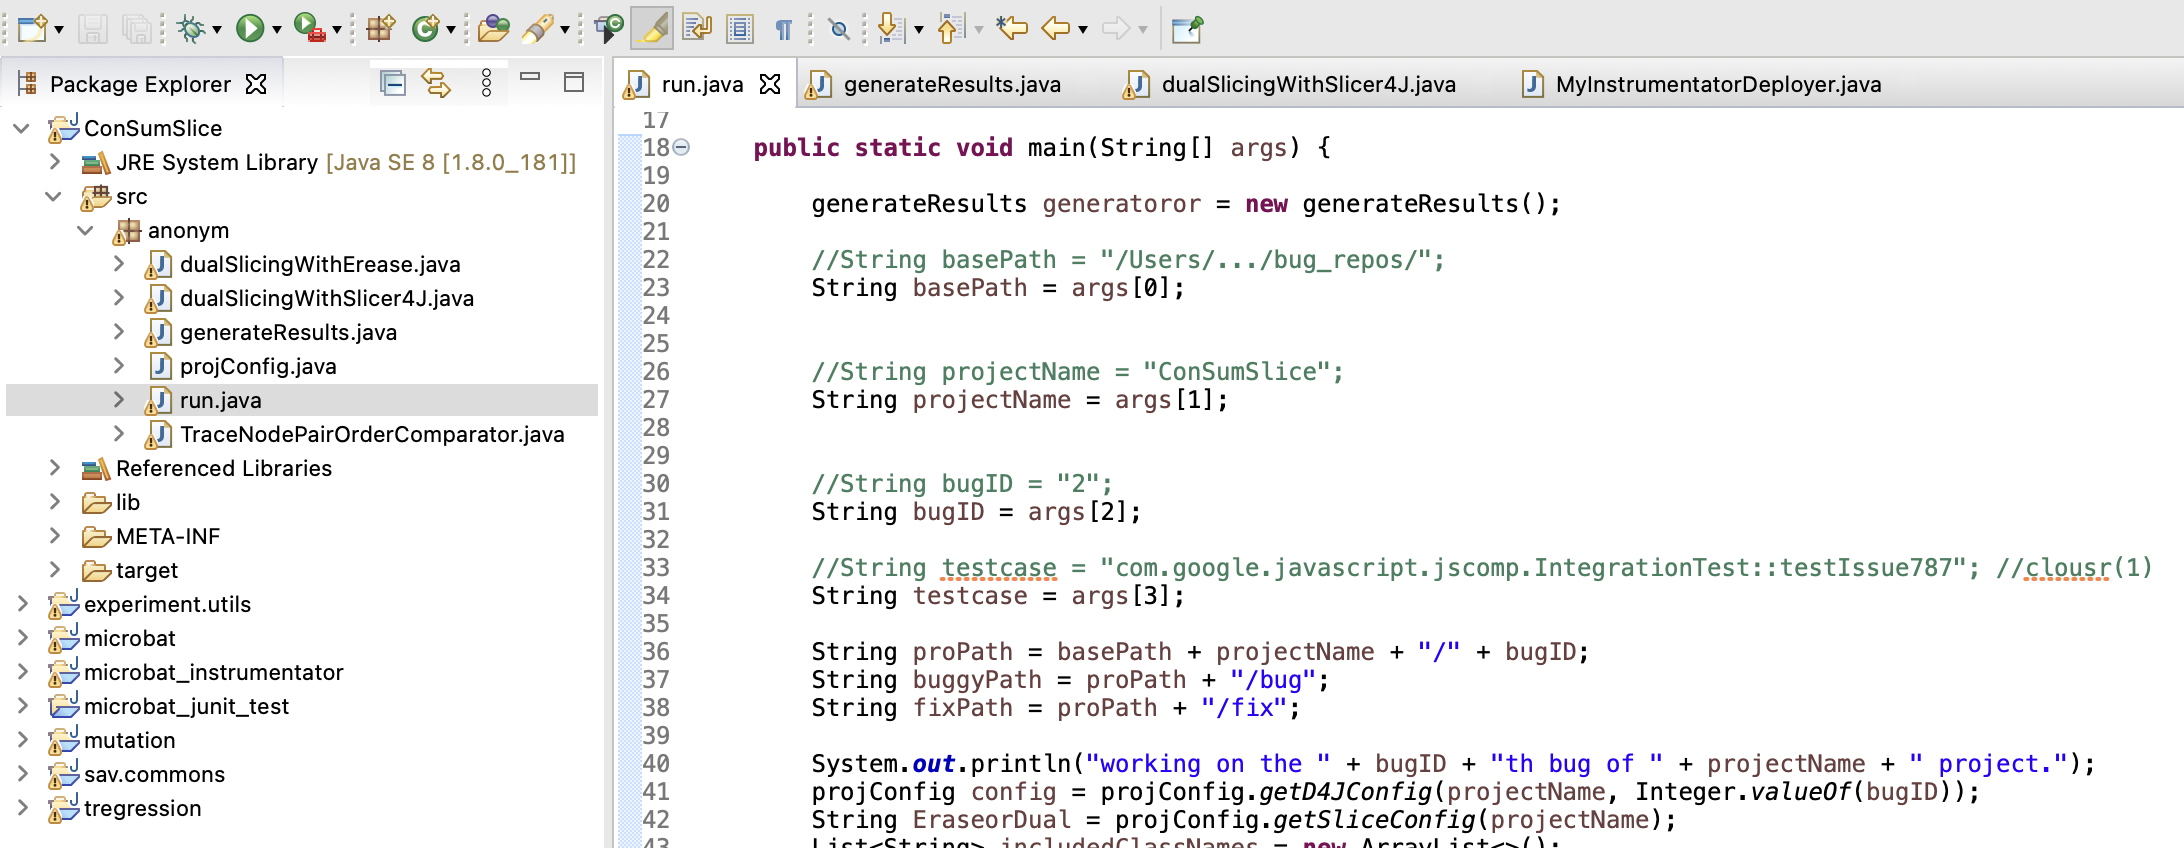 Package Explorer
ConSumSlice
JRE System Library [Java SE 8 [1.8.0_181]]
src
anonym
dualSlicingWithErease.java
dualSlicingWithSlicer4J.java
generateResults.java
projConfig.java
run.java
TraceNodePairOrderComparator.java
Referenced Libraries
lib
META-INF
target
experiment.utils
microbat
microbat_instrumentator
microbat_junit_test
mutation
sav.commons
tregression
run.java generateResults.java dualSlicingWithSlicer4J.java MyInstrumentatorDeployer.java
17
18 public static void main(String[] args) {
19
20 generateResults generatoror = new generateResults();
21
22 //String basePath = "/Users/.../bug_repos/";
23 String basePath = args[0];
24
25
26 //String projectName = "ConSumSlice";
27 String projectName = args[1];
28
29
30 //String bugID = "2";
31 String bugID = args[2];
32
33 //String testcase = "com.google.javascript.jscomp.IntegrationTest::testIssue787"; //clousr(1)
34 String testcase = args[3];
35
36 String proPath = basePath + projectName + "/" + bugID;
37 String buggyPath = proPath + "/bug";
38 String fixPath = proPath + "/fix";
39
40 System.out.println("working on the " + bugID + "th bug of " + projectName + " project.");
41 projConfig config = projConfig.getD4JConfig(projectName, Integer.valueOf(bugID));
42 String EraseorDual = projConfig.getSliceConfig(projectName);
43 List<String> includedClassNames = new ArrayList<>();